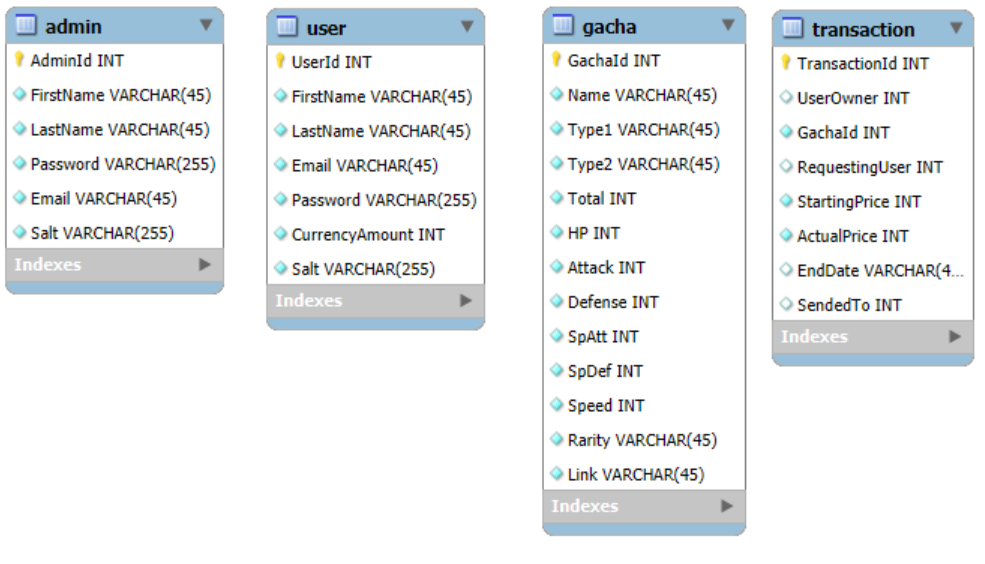 admin
AdminId INT
FirstName VARCHAR(45)
LastName VARCHAR(45)
Password VARCHAR(255)
Email VARCHAR(45)
Salt VARCHAR(255)
Indexes
user
UserId INT
FirstName VARCHAR(45)
LastName VARCHAR(45)
Email VARCHAR(45)
Password VARCHAR(255)
CurrencyAmount INT
Salt VARCHAR(255)
Indexes
gacha
GachaId INT
Name VARCHAR(45)
Type1 VARCHAR(45)
Type2 VARCHAR(45)
Total INT
HP INT
Attack INT
Defense INT
SpAtt INT
SpDef INT
Speed INT
Rarity VARCHAR(45)
Link VARCHAR(45)
Indexes
transaction
TransactionId INT
UserOwner INT
GachaId INT
RequestingUser INT
StartingPrice INT
ActualPrice INT
EndDate VARCHAR(4...
SendedTo INT
Indexes